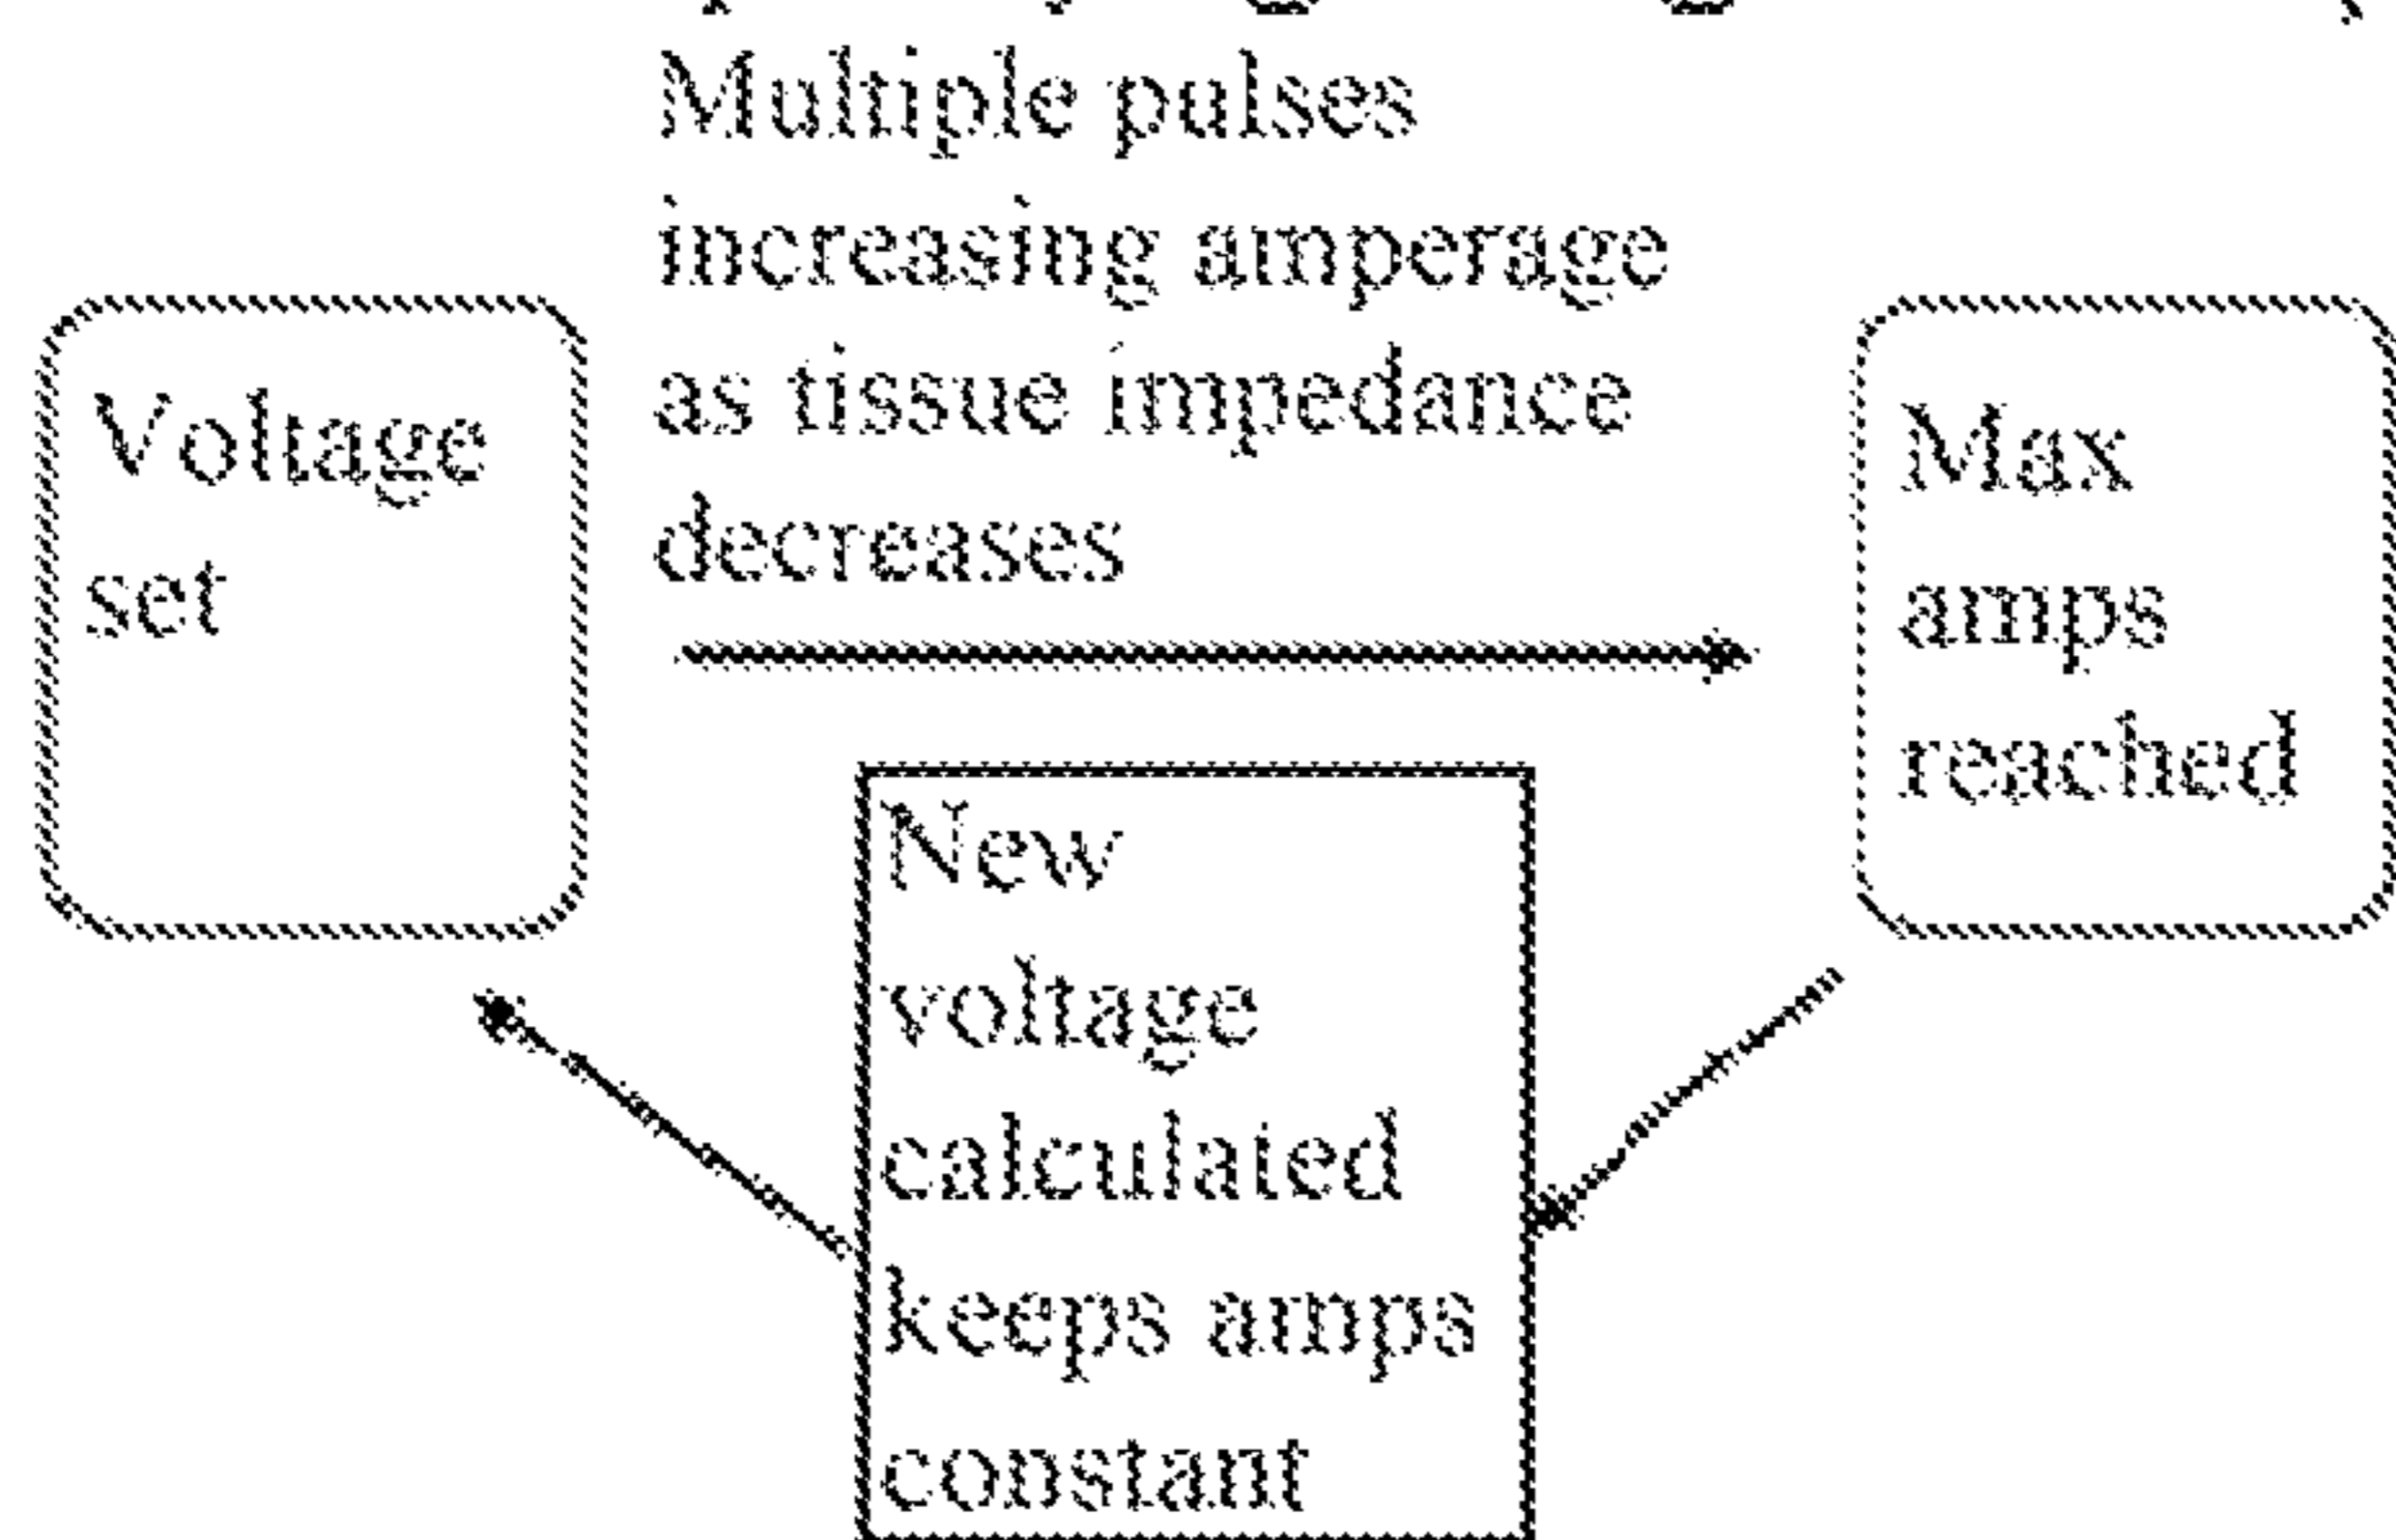 Voltage
set
Multiple pulses
increasing amperage
as tissue impedance
decreases
Max
amps
reached
New
voltage
calculated
keeps amps
constant